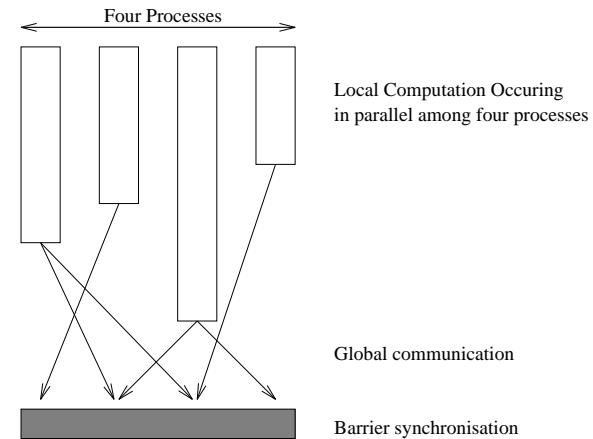 Four Processes
Local Computation Occuring
in parallel among four processes
Global communication
Barrier synchronisation